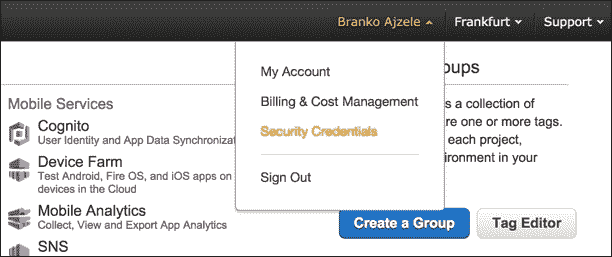 Branko Ajzele Frankfurt Support
My Account
Billing & Cost Management
Security Credentials
Sign Out
Mobile Services
Cognito
User Identity and App Data Synchronizat
Device Farm
Test Android, Fire OS, and iOS apps on
devices in the Cloud
Mobile Analytics
Collect, View and Export App Analytics
SNS
oups
s a collection of
are one or more tags.
each project,
vironment in your
Create a Group
Tag Editor